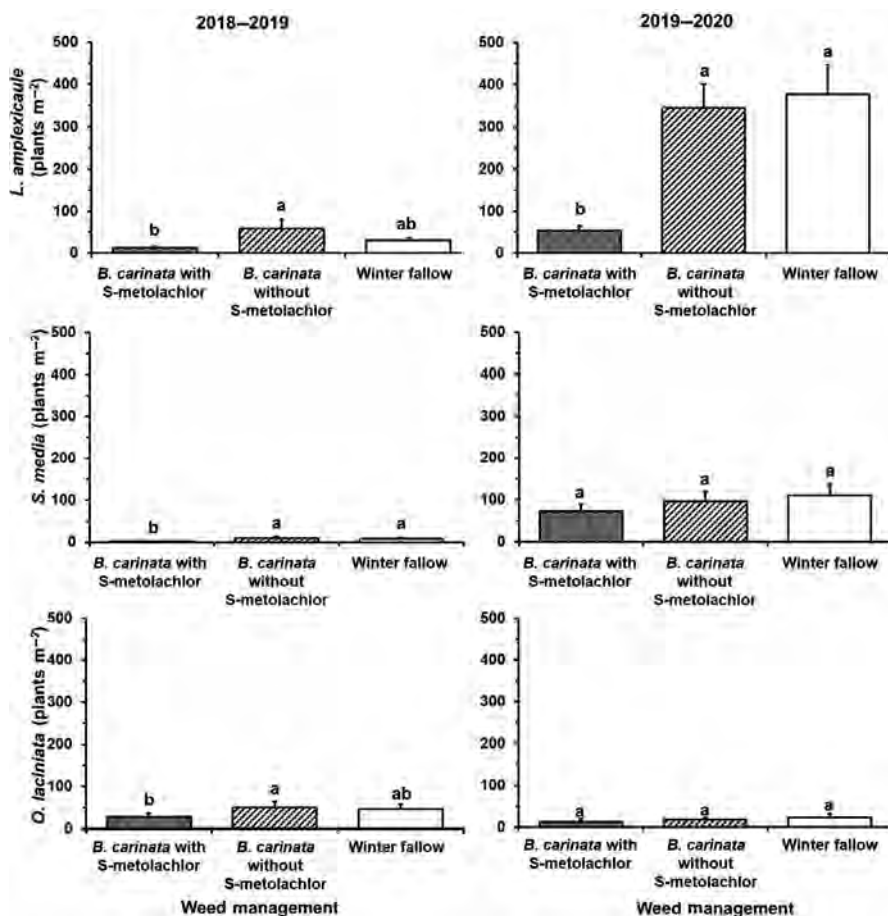 2018–2019
2019–2020
L. amplexicaule
(plants m⁻²)
500
400
300
200
100
0
b
a
ab
B. carinata with
S-metolachlor
B. carinata
without
S-metolachlor
Winter fallow
500
400
300
200
100
0
b
a
a
B. carinata with
S-metolachlor
B. carinata
without
S-metolachlor
Winter fallow
S. media (plants m⁻²)
500
400
300
200
100
0
b
a
a
B. carinata with
S-metolachlor
B. carinata
without
S-metolachlor
Winter fallow
500
400
300
200
100
0
a
a
a
B. carinata with
S-metolachlor
B. carinata
without
S-metolachlor
Winter fallow
O. laciniata (plants m⁻²)
500
400
300
200
100
0
b
a
ab
B. carinata with
S-metolachlor
B. carinata
without
S-metolachlor
Winter fallow
Weed management
500
400
300
200
100
0
a
a
a
B. carinata with
S-metolachlor
B. carinata
without
S-metolachlor
Winter fallow
Weed management